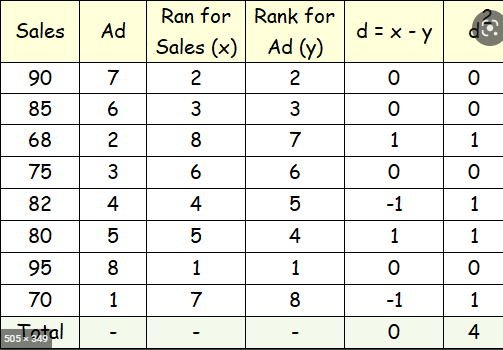 Sales Ad Ran for Sales (x) Rank for Ad (y) d = x - y d2
90 7 2 2 0 0
85 6 3 3 0 0
68 2 8 7 1 1
75 3 6 6 0 0
82 4 4 5 -1 1
80 5 5 4 1 1
95 8 1 1 0 0
70 1 7 8 -1 1
Total - - - 0 4
505 × 349